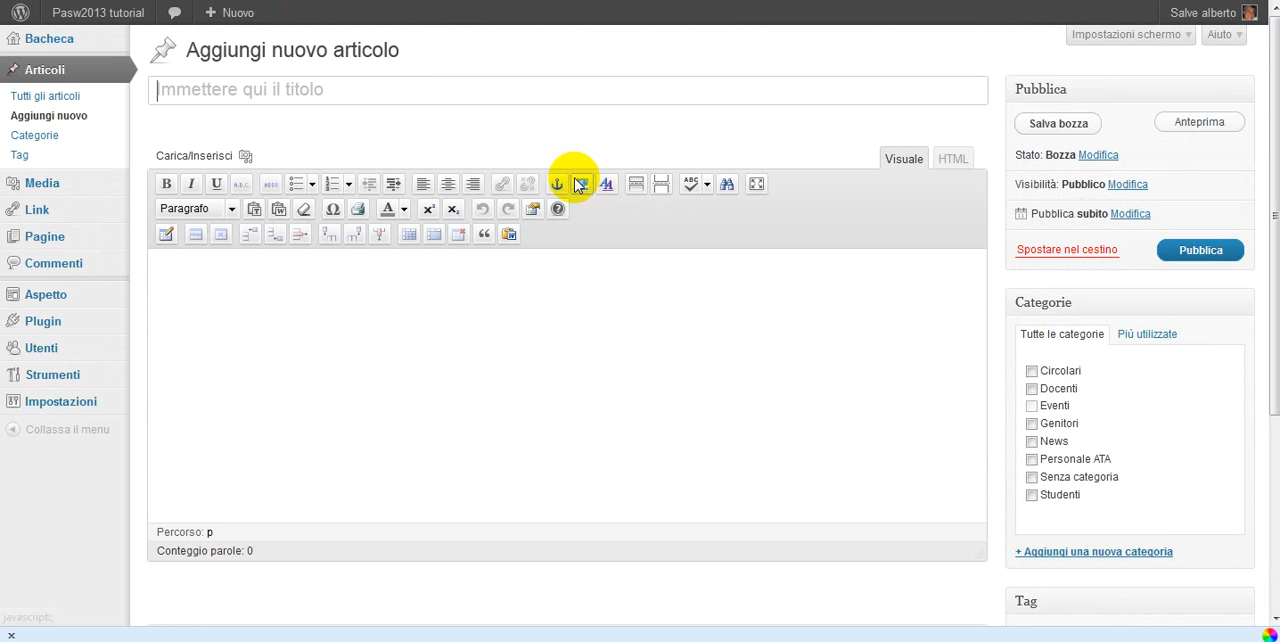 Pasw2013 tutorial
Nuovo
Salve alberto
Bacheca
Articoli
Tutti gli articoli
Aggiungi nuovo
Categorie
Tag
Media
Link
Pagine
Commenti
Aspetto
Plugin
Utenti
Strumenti
Impostazioni
Collassa il menu
javascript:;
Impostazioni schermo
Aiuto
Aggiungi nuovo articolo
Immettere qui il titolo
Carica/Inserisci
Visuale
HTML
B I U ABC
ABC
Paragrafo
Percorso: p
Conteggio parole: 0
Pubblica
Salva bozza
Anteprima
Stato: Bozza Modifica
Visibilità: Pubblico Modifica
Pubblica subito Modifica
Spostare nel cestino
Pubblica
Categorie
Tutte le categorie
Più utilizzate
Circolari
Docenti
Eventi
Genitori
News
Personale ATA
Senza categoria
Studenti
+ Aggiungi una nuova categoria
Tag